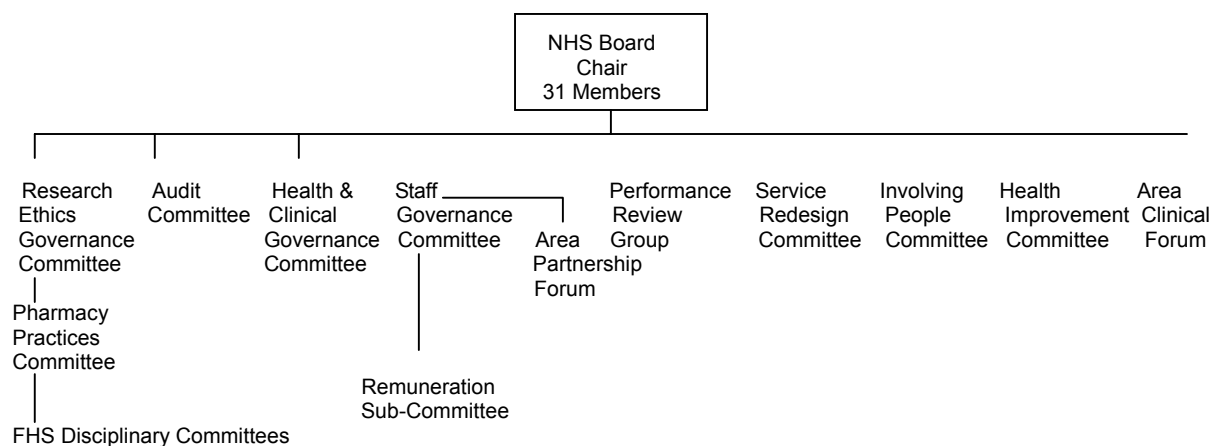 NHS Board
Chair
31 Members
Research
Ethics
Governance
Committee
Audit
Committee
Health &
Clinical
Governance
Committee
Staff
Governance
Committee
Area
Partnership
Forum
Performance
Review
Group
Service
Redesign
Committee
Involving
People
Committee
Health
Improvement
Committee
Area
Clinical
Forum
Pharmacy
Practices
Committee
Remuneration
Sub-Committee
FHS Disciplinary Committees